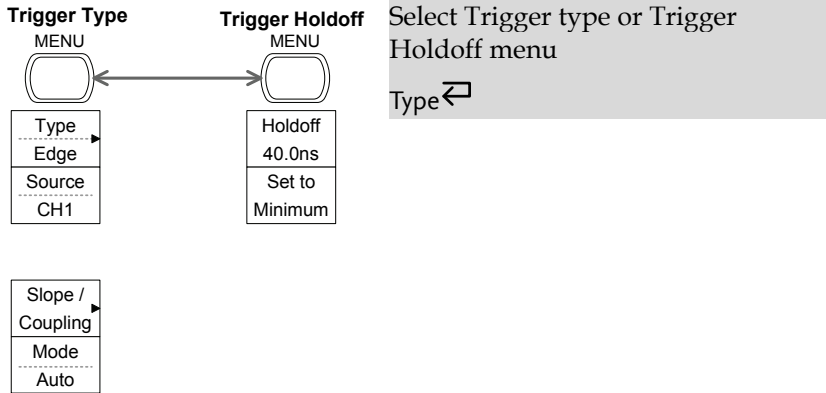 Trigger Type
MENU
Type
Edge
Source
CH1
Slope /
Coupling
Mode
Auto
Trigger Holdoff
MENU
Holdoff
40.0ns
Set to
Minimum
Select Trigger type or Trigger
Holdoff menu
Type